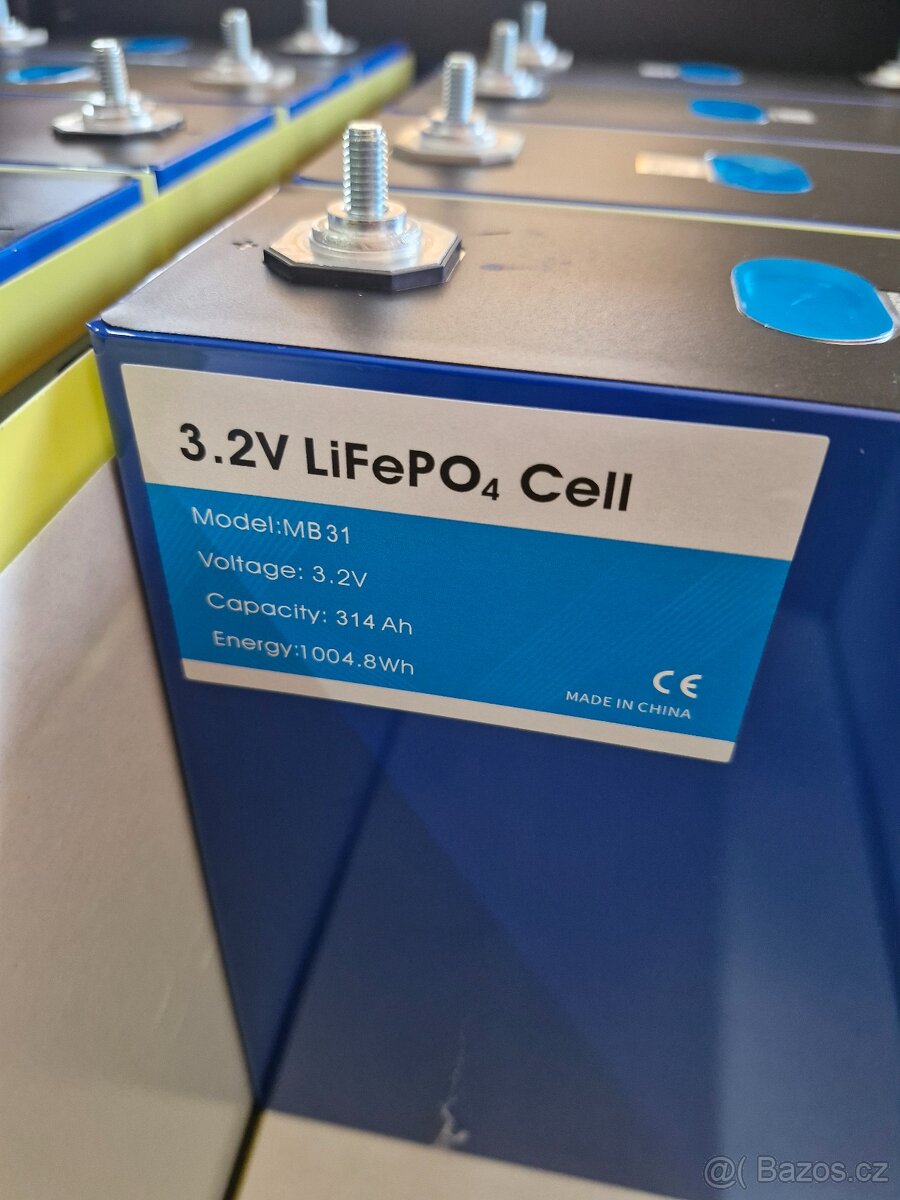 +
3.2V LiFePO₄ Cell
Model:MB31
Voltage: 3.2V
Capacity: 314 Ah
Energy:1004.8Wh
CE
MADE IN CHINA
@( Bazos.cz